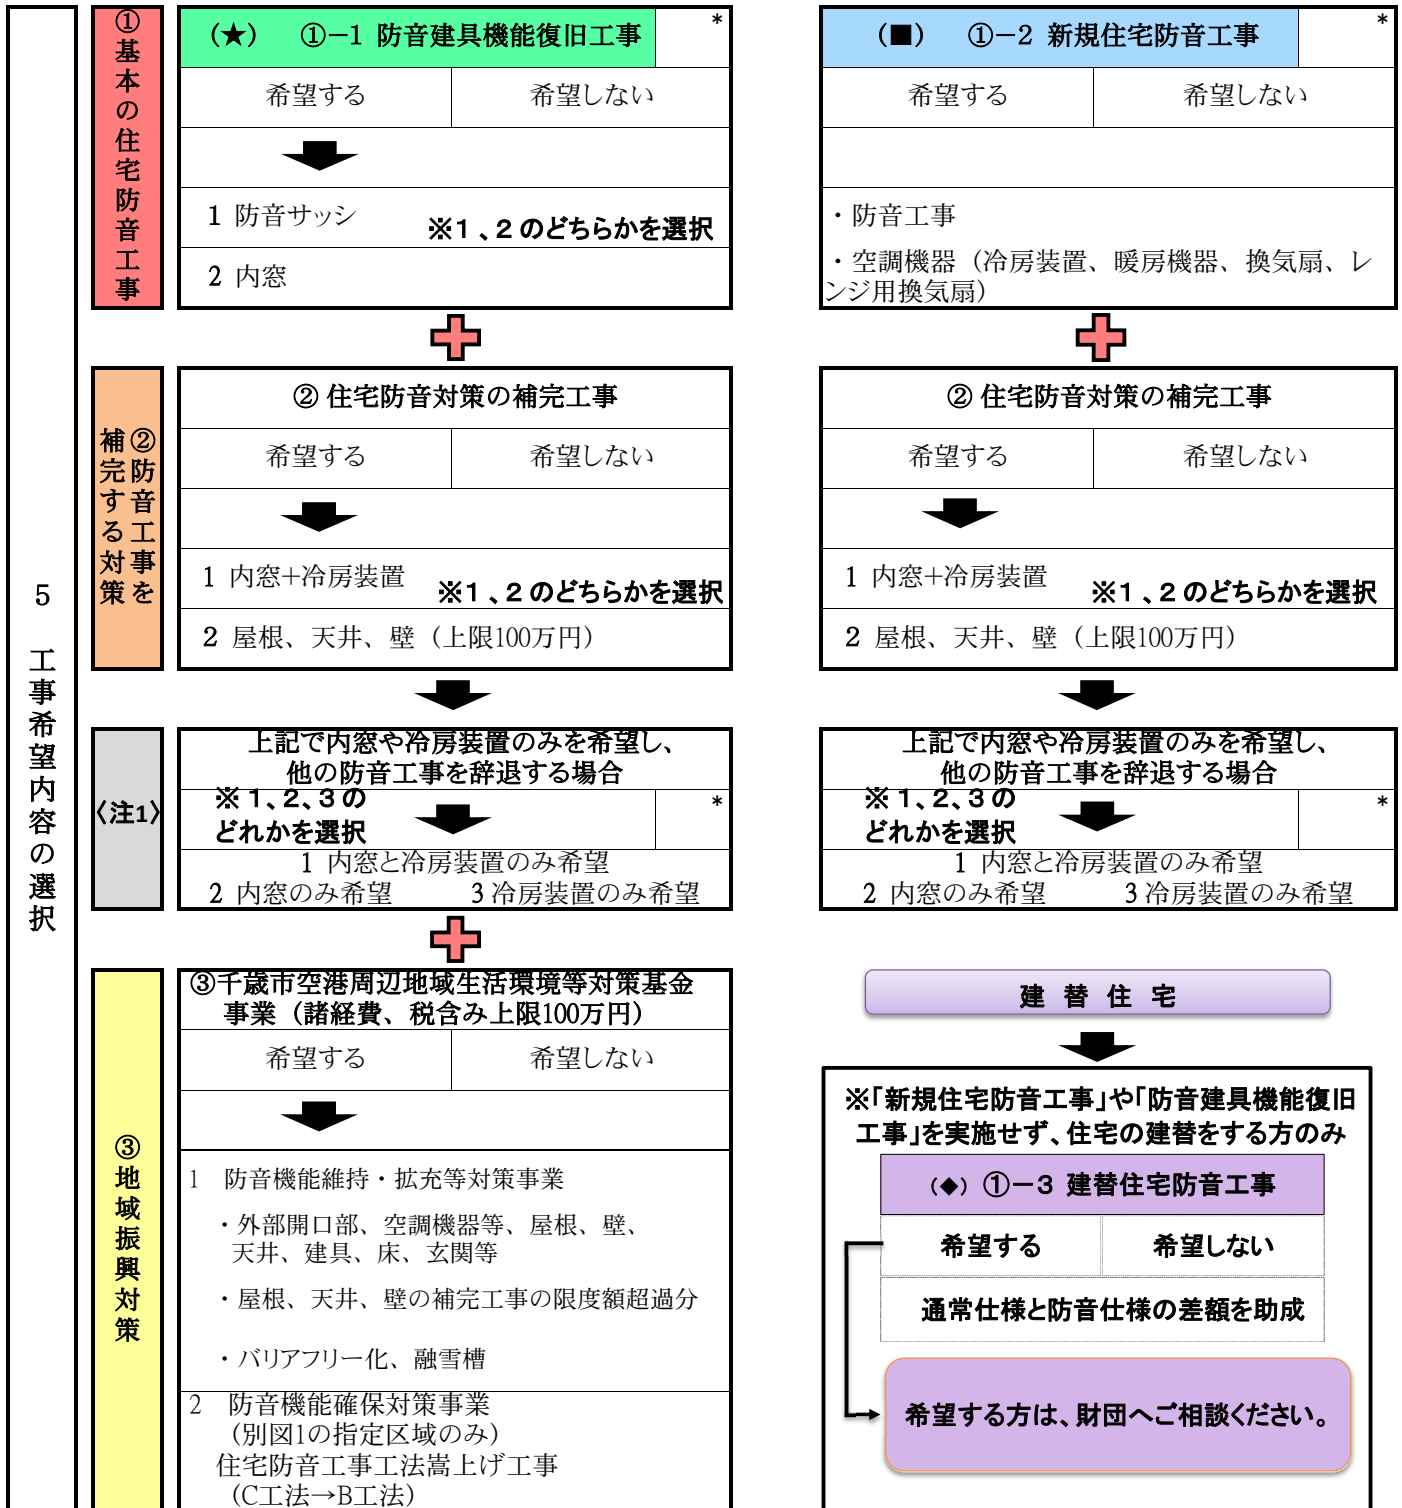 5 工事希望内容の選択
①基本の住宅防音工事
(★) ①−1 防音建具機能復旧工事 *
希望する 希望しない
1 防音サッシ ※1、2のどちらかを選択
2 内窓
(■) ①−2 新規住宅防音工事 *
希望する 希望しない
・防音工事
・空調機器（冷房装置、暖房機器、換気扇、レ
ンジ用換気扇）
②防音工事を
補完する対策
② 住宅防音対策の補完工事
希望する 希望しない
1 内窓+冷房装置 ※1、2のどちらかを選択
2 屋根、天井、壁（上限100万円）
② 住宅防音対策の補完工事
希望する 希望しない
1 内窓+冷房装置 ※1、2のどちらかを選択
2 屋根、天井、壁（上限100万円）
〈注1〉
上記で内窓や冷房装置のみを希望し、
他の防音工事を辞退する場合
※1、2、3の
どれかを選択 *
1 内窓と冷房装置のみ希望
2 内窓のみ希望 3 冷房装置のみ希望
上記で内窓や冷房装置のみを希望し、
他の防音工事を辞退する場合
※1、2、3の
どれかを選択 *
1 内窓と冷房装置のみ希望
2 内窓のみ希望 3 冷房装置のみ希望
③地域振興対策
③千歳市空港周辺地域生活環境等対策基金
事業（諸経費、税含み上限100万円）
希望する 希望しない
1 防音機能維持・拡充等対策事業
・外部開口部、空調機器等、屋根、壁、
天井、建具、床、玄関等
・屋根、天井、壁の補完工事の限度額超過分
・バリアフリー化、融雪槽
2 防音機能確保対策事業
（別図1の指定区域のみ）
住宅防音工事工法嵩上げ工事
（C工法→B工法）
建替住宅
※「新規住宅防音工事」や「防音建具機能復旧
工事」を実施せず、住宅の建替をする方のみ
(◆) ①−3 建替住宅防音工事
希望する 希望しない
通常仕様と防音仕様の差額を助成
希望する方は、財団へご相談ください。